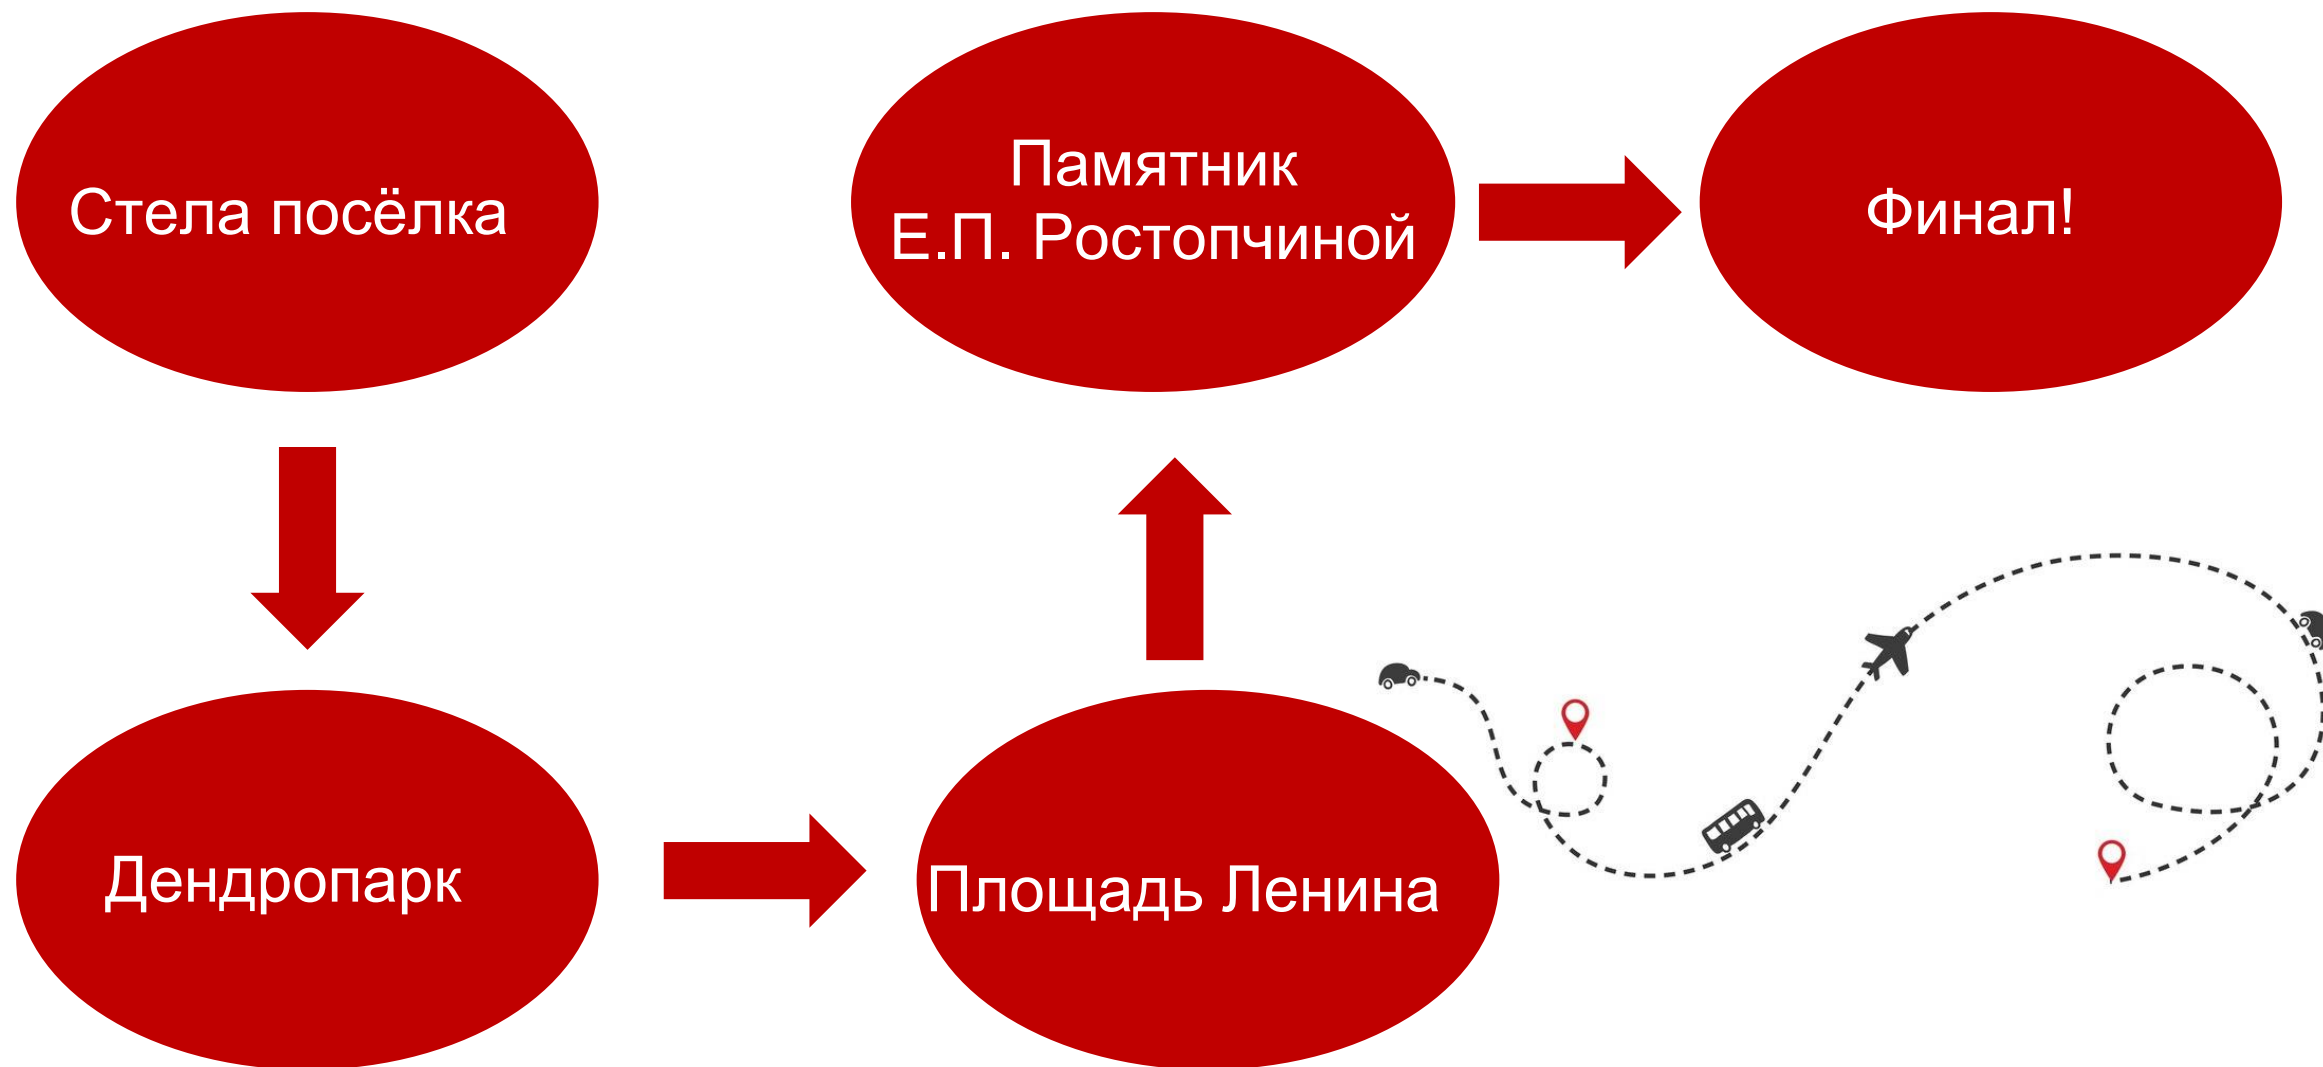 Стела посёлка
Дендропарк
Площадь Ленина
Памятник
Е.П. Ростопчиной
Финал!